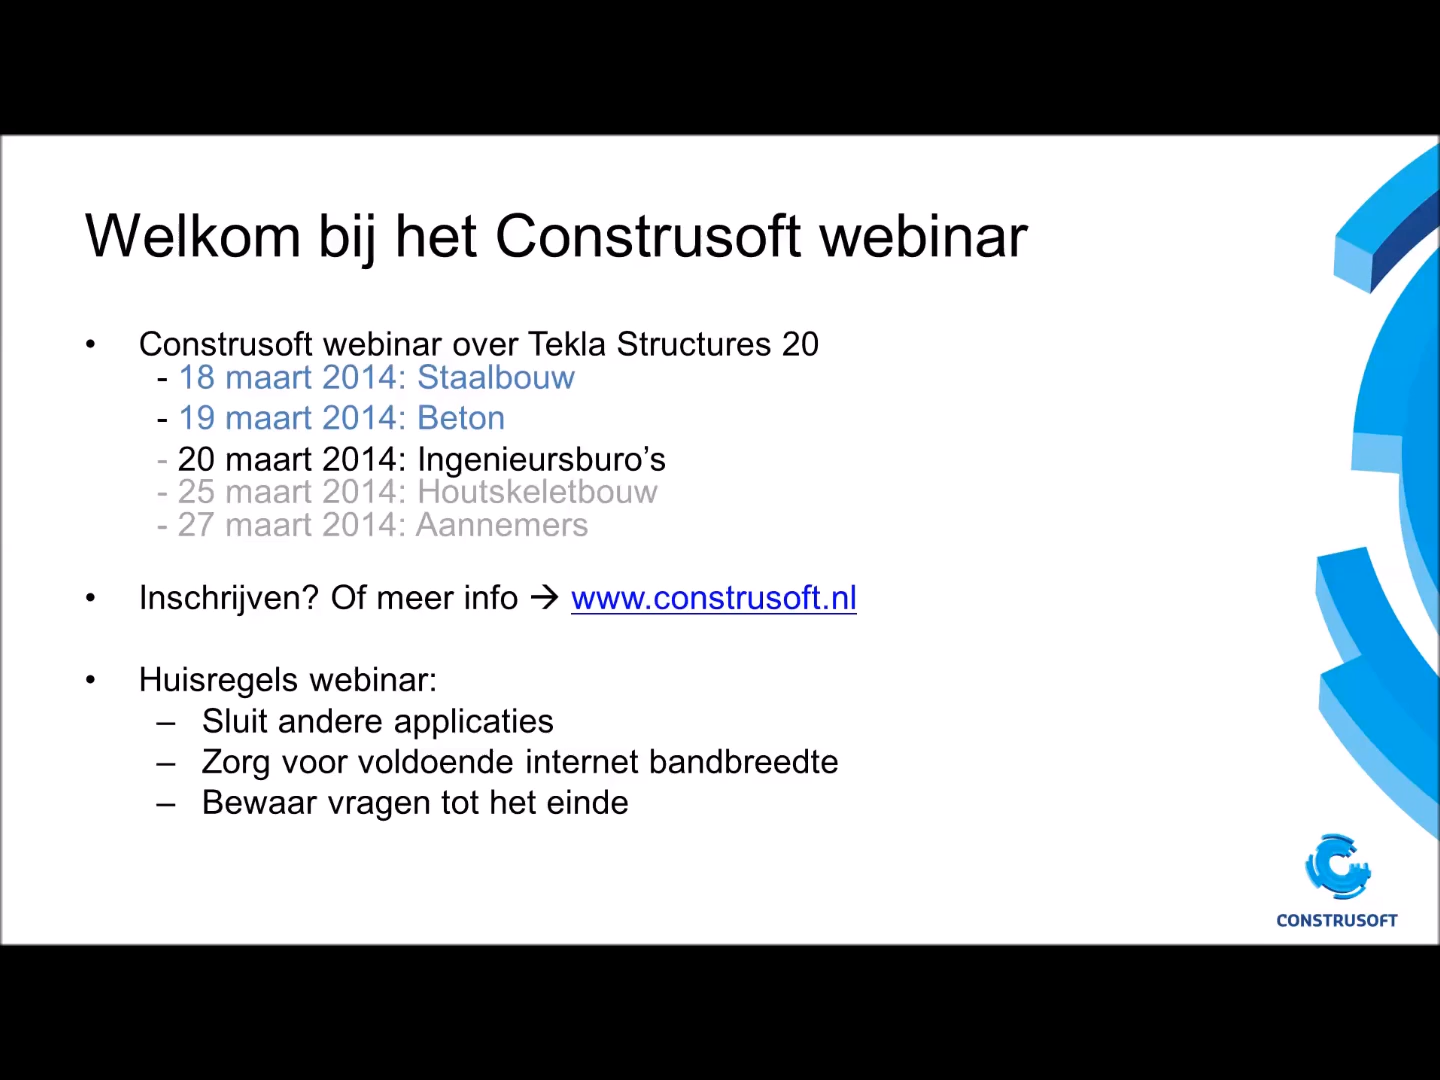 Welkom bij het Construsoft webinar
• Construsoft webinar over Tekla Structures 20
- 18 maart 2014: Staalbouw
- 19 maart 2014: Beton
- 20 maart 2014: Ingenieursburo’s
- 25 maart 2014: Houtskeletbouw
- 27 maart 2014: Aannemers
• Inschrijven? Of meer info → www.construsoft.nl
• Huisregels webinar:
– Sluit andere applicaties
– Zorg voor voldoende internet bandbreedte
– Bewaar vragen tot het einde
CONSTRUSOFT